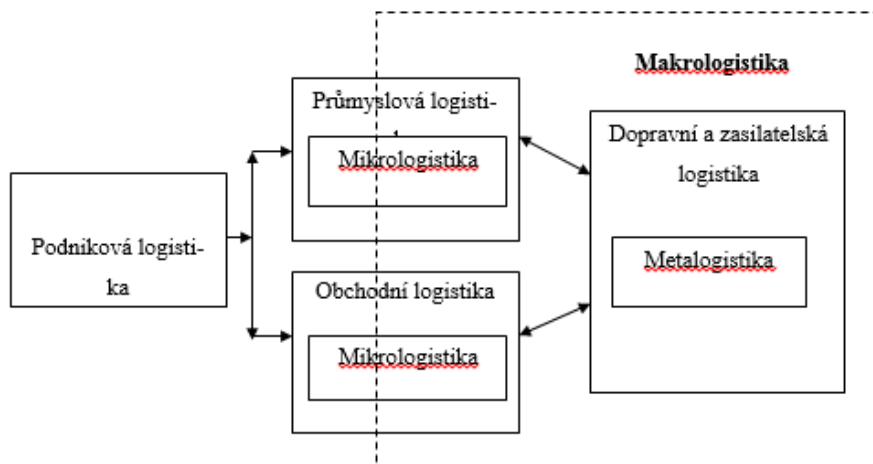 Makrologistika
Průmyslová logisti-
Mikrologistika
Dopravní a zasilatelská
logistika
Podniková logisti-
ka
Metalogistika
Obchodní logistika
Mikrologistika